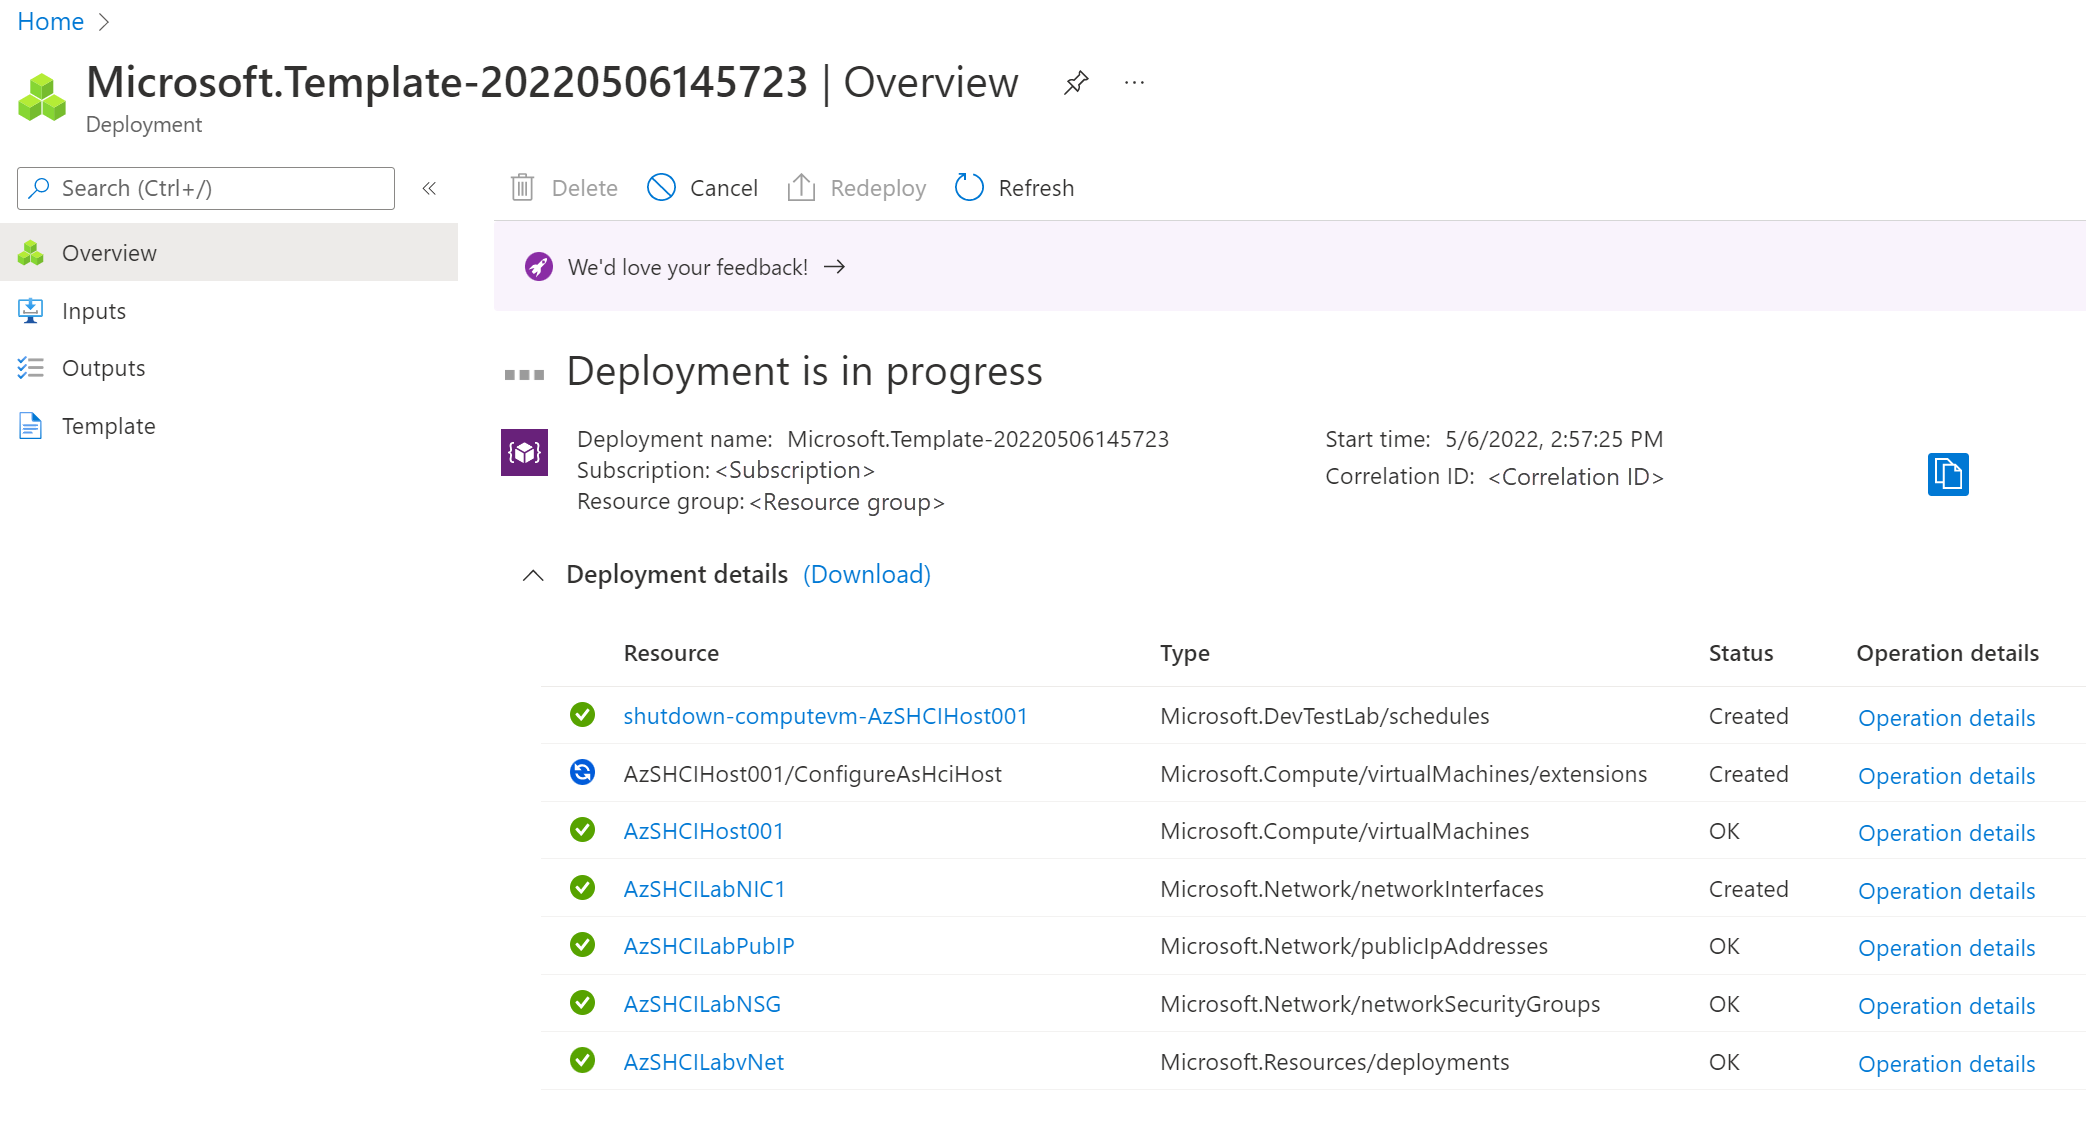 Home
Microsoft.Template-20220506145723 | Overview
Deployment
Search (Ctrl+/)
Overview
Inputs
Outputs
Template
Delete Cancel Redeploy Refresh
We'd love your feedback!
Deployment is in progress
Deployment name: Microsoft.Template-20220506145723
Subscription: <Subscription>
Resource group: <Resource group>
Start time: 5/6/2022, 2:57:25 PM
Correlation ID: <Correlation ID>
Deployment details (Download)
Resource Type Status Operation details
shutdown-computevm-AzSHCIHost001 Microsoft.DevTestLab/schedules Created Operation details
AzSHCIHost001/ConfigureAsHciHost Microsoft.Compute/virtualMachines/extensions Created Operation details
AzSHCIHost001 Microsoft.Compute/virtualMachines OK Operation details
AzSHCILabNIC1 Microsoft.Network/networkInterfaces Created Operation details
AzSHCILabPubIP Microsoft.Network/publicIpAddresses OK Operation details
AzSHCILabNSG Microsoft.Network/networkSecurityGroups OK Operation details
AzSHCILabvNet Microsoft.Resources/deployments OK Operation details